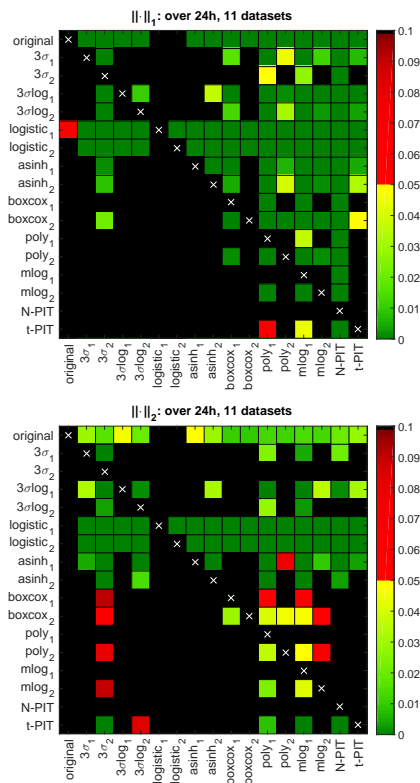 ||·||₁: over 24h, 11 datasets
original
3σ₁
3σ₂
3σlog₁
3σlog₂
logistic₁
logistic₂
asinh₁
asinh₂
boxcox₁
boxcox₂
poly₁
poly₂
mlog₁
mlog₂
N-PIT
t-PIT
original
3σ₁
3σ₂
3σlog₁
3σlog₂
logistic₁
logistic₂
asinh₁
asinh₂
boxcox₁
boxcox₂
poly₁
poly₂
mlog₁
mlog₂
N-PIT
t-PIT
0.1
0.09
0.08
0.07
0.06
0.05
0.04
0.03
0.02
0.01
0
||·||₂: over 24h, 11 datasets
original
3σ₁
3σ₂
3σlog₁
3σlog₂
logistic₁
logistic₂
asinh₁
asinh₂
boxcox₁
boxcox₂
poly₁
poly₂
mlog₁
mlog₂
N-PIT
t-PIT
original
3σ₁
3σ₂
3σlog₁
3σlog₂
logistic₁
logistic₂
asinh₁
asinh₂
boxcox₁
boxcox₂
poly₁
poly₂
mlog₁
mlog₂
N-PIT
t-PIT
0.1
0.09
0.08
0.07
0.06
0.05
0.04
0.03
0.02
0.01
0